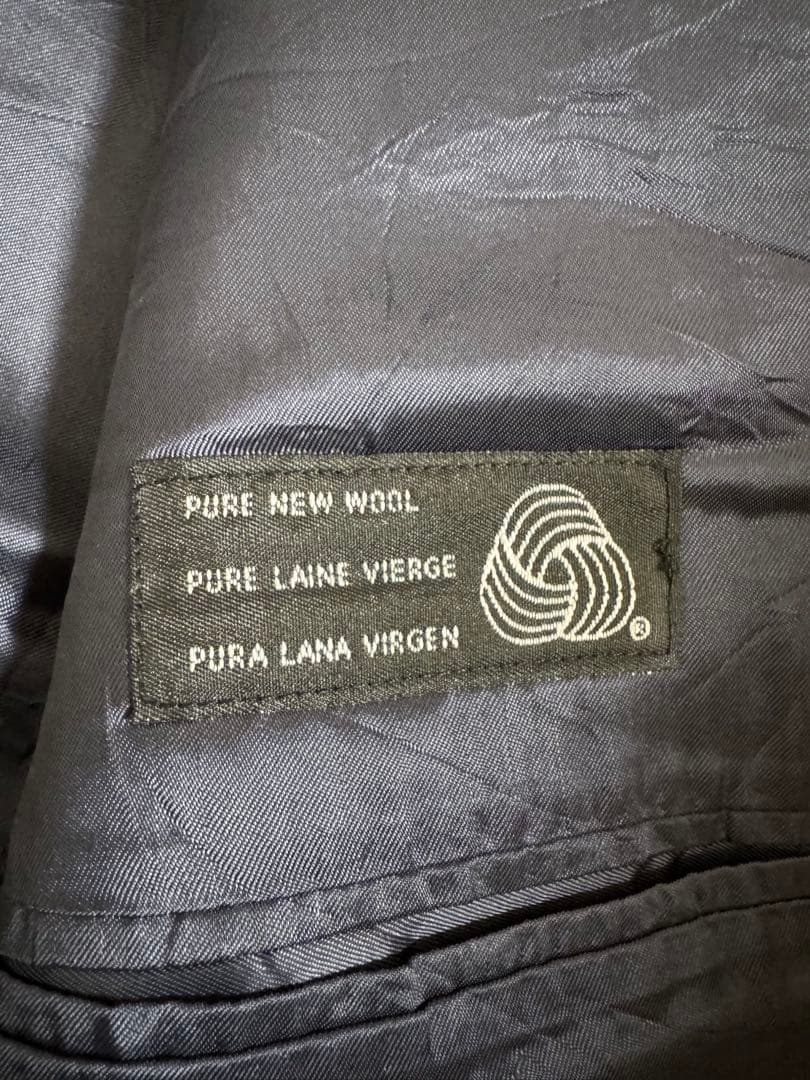 PURE NEW WOOL
PURE LAINE VIERGE
PURA LANA VIRGEN
®